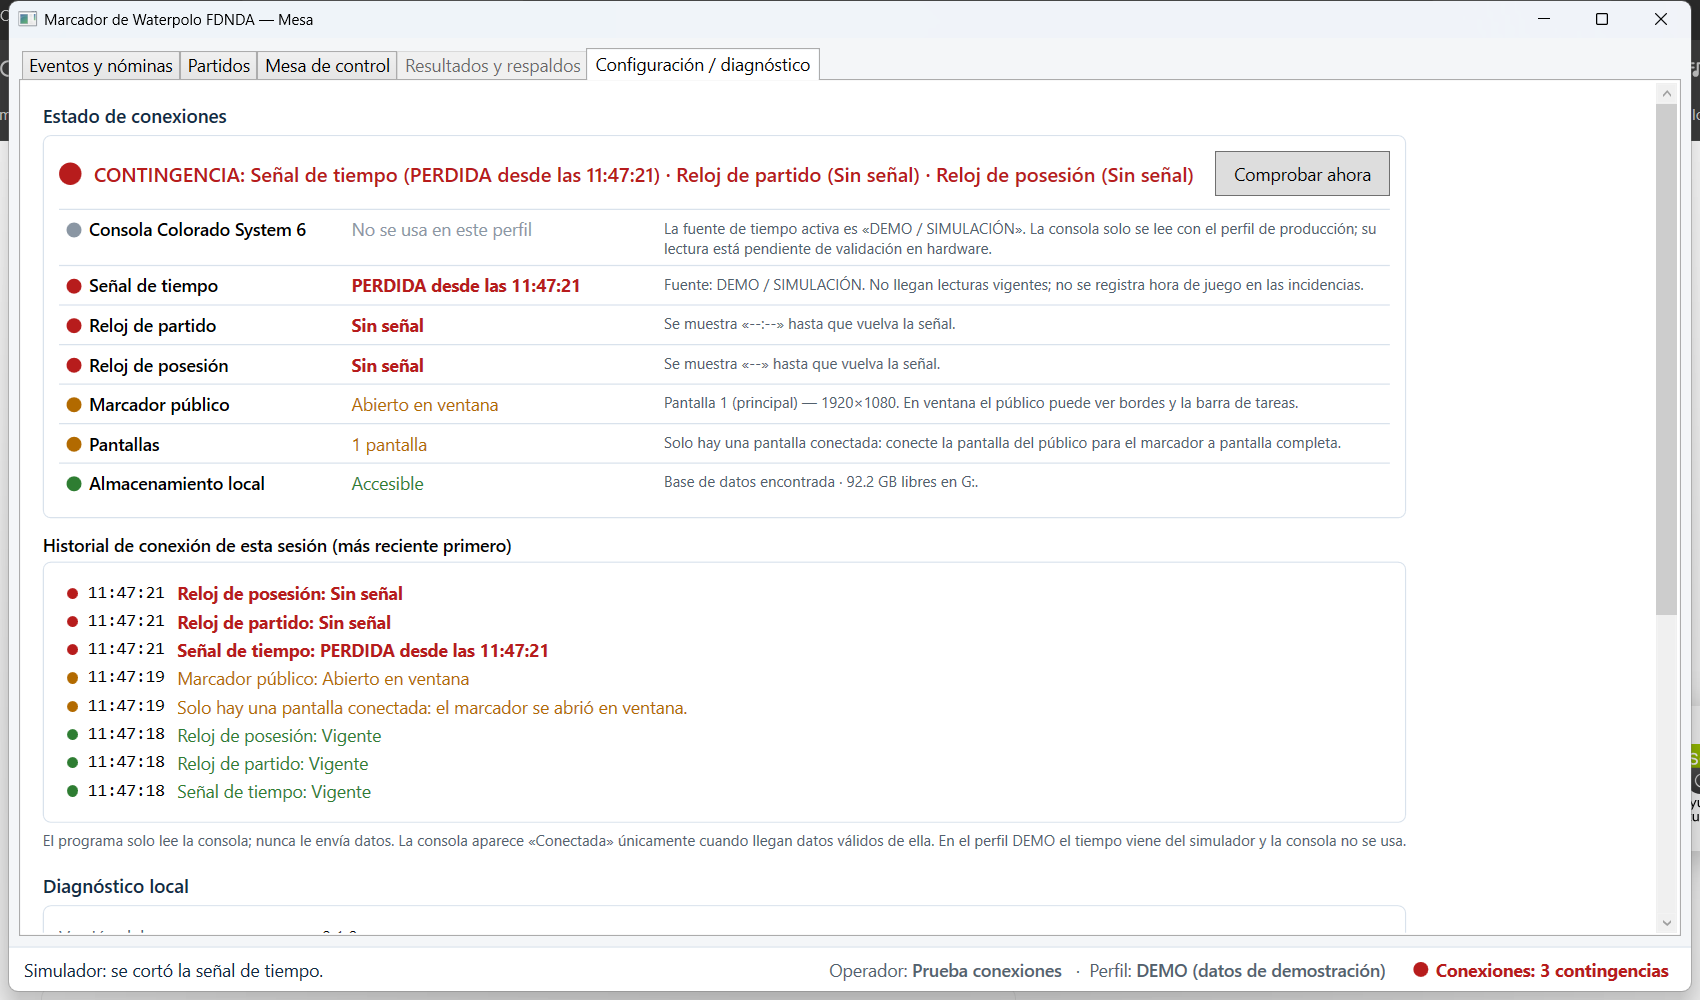 Marcador de Waterpolo FDNDA — Mesa
Eventos y nóminas
Partidos
Mesa de control
Resultados y respaldos
Configuración / diagnóstico
Estado de conexiones
CONTINGENCIA: Señal de tiempo (PERDIDA desde las 11:47:21) · Reloj de partido (Sin señal) · Reloj de posesión (Sin señal)
Comprobar ahora
Consola Colorado System 6
No se usa en este perfil
La fuente de tiempo activa es «DEMO / SIMULACIÓN». La consola solo se lee con el perfil de producción; su
lectura está pendiente de validación en hardware.
Señal de tiempo
PERDIDA desde las 11:47:21
Fuente: DEMO / SIMULACIÓN. No llegan lecturas vigentes; no se registra hora de juego en las incidencias.
Reloj de partido
Sin señal
Se muestra «--:--» hasta que vuelva la señal.
Reloj de posesión
Sin señal
Se muestra «--» hasta que vuelva la señal.
Marcador público
Abierto en ventana
Pantalla 1 (principal) — 1920×1080. En ventana el público puede ver bordes y la barra de tareas.
Pantallas
1 pantalla
Solo hay una pantalla conectada: conecte la pantalla del público para el marcador a pantalla completa.
Almacenamiento local
Accesible
Base de datos encontrada · 92.2 GB libres en G:.
Historial de conexión de esta sesión (más reciente primero)
11:47:21 Reloj de posesión: Sin señal
11:47:21 Reloj de partido: Sin señal
11:47:21 Señal de tiempo: PERDIDA desde las 11:47:21
11:47:19 Marcador público: Abierto en ventana
11:47:19 Solo hay una pantalla conectada: el marcador se abrió en ventana.
11:47:18 Reloj de posesión: Vigente
11:47:18 Reloj de partido: Vigente
11:47:18 Señal de tiempo: Vigente
El programa solo lee la consola; nunca le envía datos. La consola aparece «Conectada» únicamente cuando llegan datos válidos de ella. En el perfil DEMO el tiempo viene del simulador y la consola no se usa.
Diagnóstico local
Simulador: se cortó la señal de tiempo.
Operador: Prueba conexiones · Perfil: DEMO (datos de demostración)
Conexiones: 3 contingencias